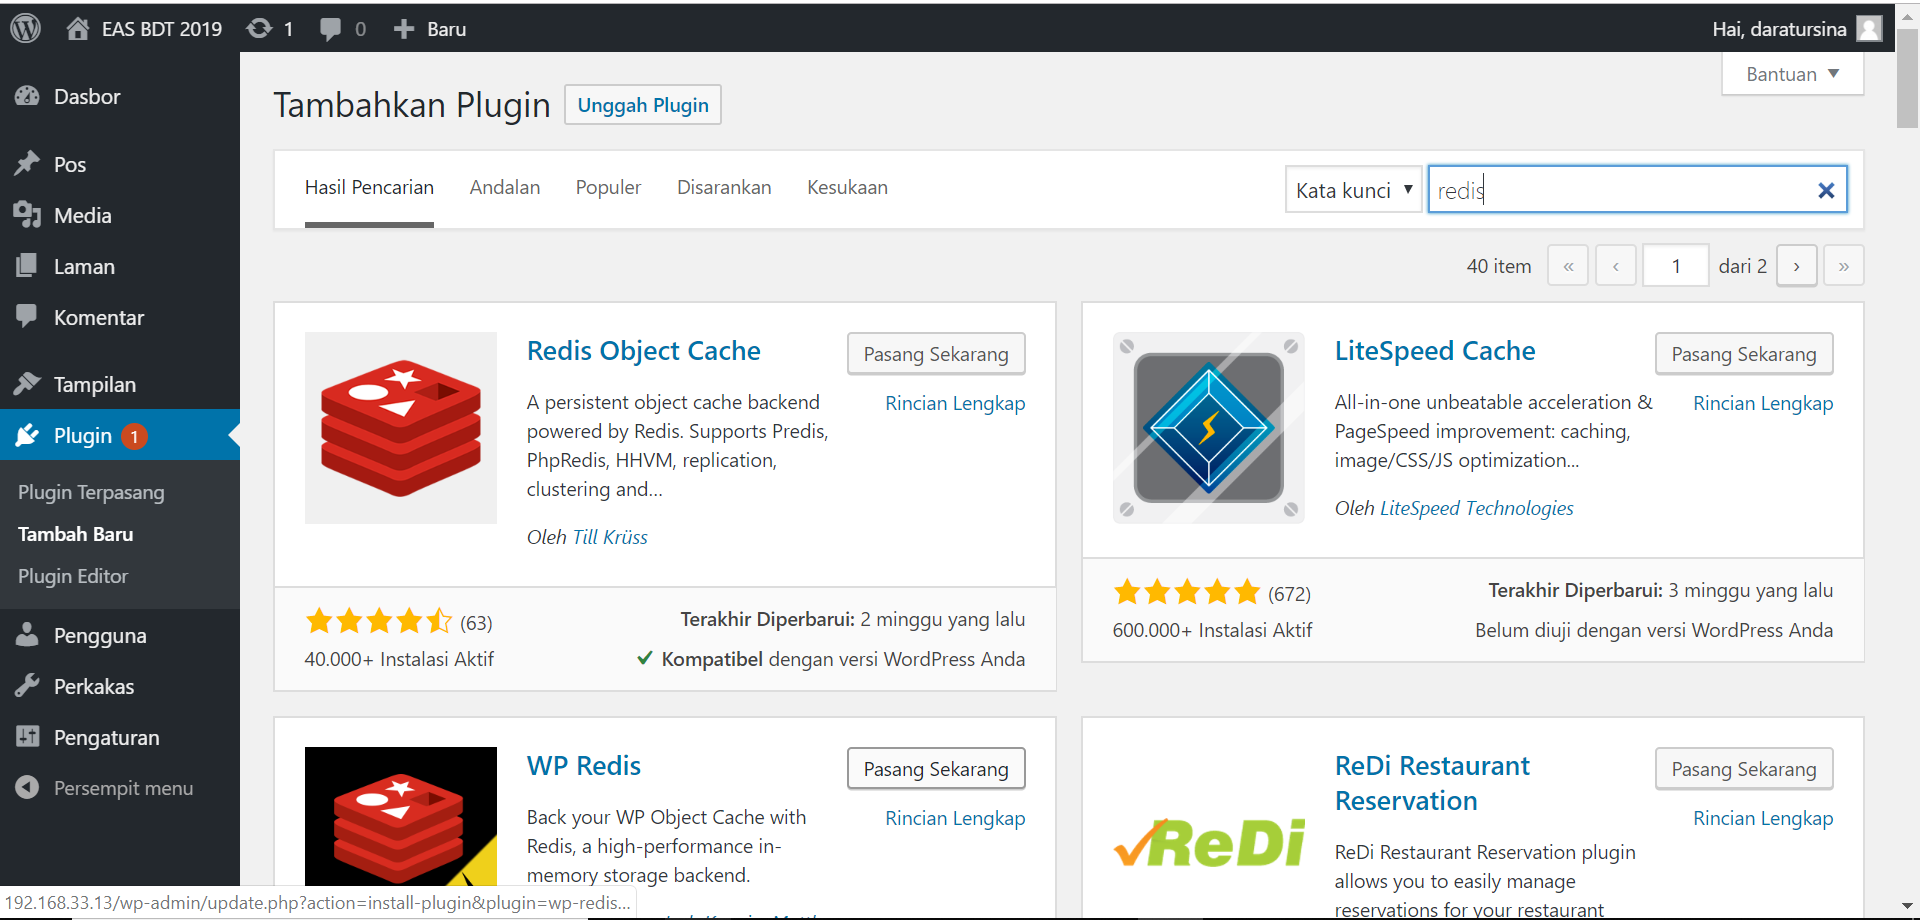 EAS BDT 2019
1
0
Baru
Hai, daratursina
Dasbor
Pos
Media
Laman
Komentar
Tampilan
Plugin 1
Plugin Terpasang
Tambah Baru
Plugin Editor
Pengguna
Perkakas
Pengaturan
Persempit menu
Bantuan ▼
Tambahkan Plugin
Unggah Plugin
Hasil Pencarian
Andalan
Populer
Disarankan
Kesukaan
Kata kunci ▼
redis
40 item
«
‹
1
dari 2
›
»
Redis Object Cache
Pasang Sekarang
Rincian Lengkap
A persistent object cache backend
powered by Redis. Supports Predis,
PhpRedis, HHVM, replication,
clustering and…
Oleh Till Krüss
(63)
40.000+ Instalasi Aktif
Terakhir Diperbarui: 2 minggu yang lalu
✔ Kompatibel dengan versi WordPress Anda
LiteSpeed Cache
Pasang Sekarang
Rincian Lengkap
All-in-one unbeatable acceleration &
PageSpeed improvement: caching,
image/CSS/JS optimization...
Oleh LiteSpeed Technologies
(672)
600.000+ Instalasi Aktif
Terakhir Diperbarui: 3 minggu yang lalu
Belum diuji dengan versi WordPress Anda
WP Redis
Pasang Sekarang
Rincian Lengkap
Back your WP Object Cache with
Redis, a high-performance in-
memory storage backend.
ReDi Restaurant
Reservation
Pasang Sekarang
Rincian Lengkap
ReDi
ReDi Restaurant Reservation plugin
allows you to easily manage
reservations for your restaurant
192.168.33.13/wp-admin/update.php?action=install-plugin&plugin=wp-redis...